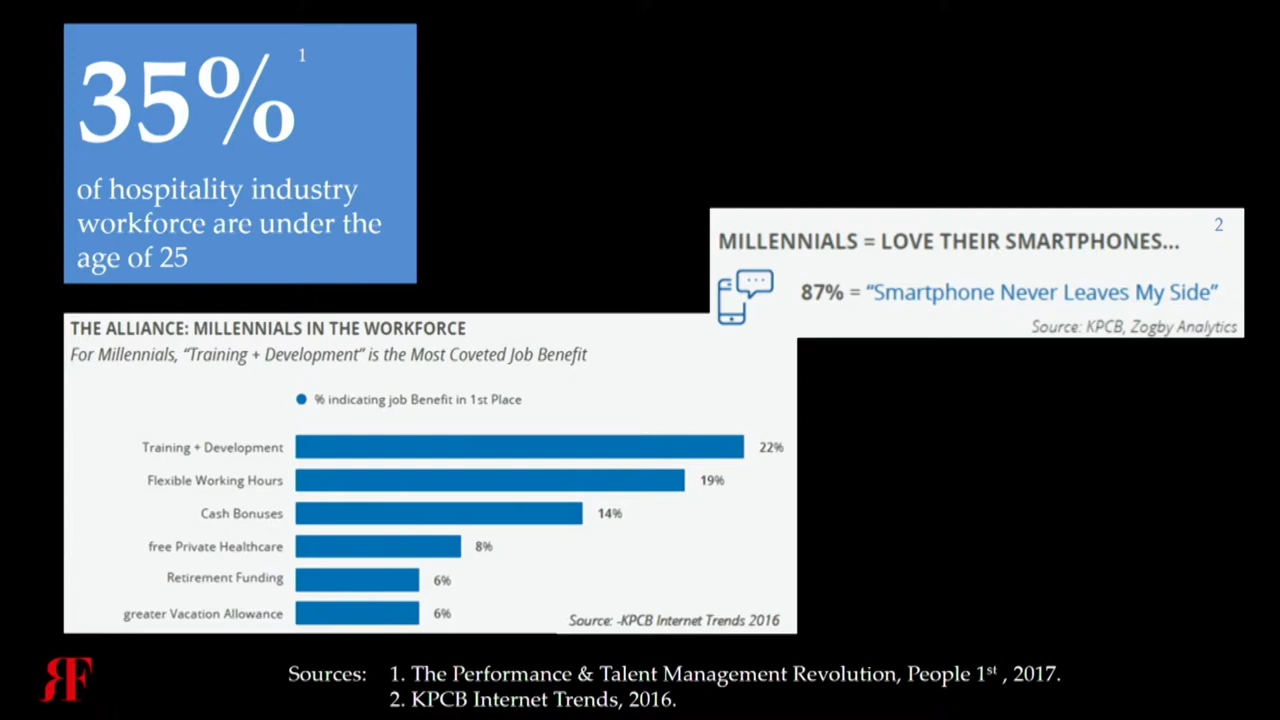 35% 1
of hospitality industry
workforce are under the
age of 25
2
MILLENNIALS = LOVE THEIR SMARTPHONES...
87% = “Smartphone Never Leaves My Side”
Source: KPCB, Zogby Analytics
THE ALLIANCE: MILLENNIALS IN THE WORKFORCE
For Millennials, “Training + Development” is the Most Coveted Job Benefit
% indicating job Benefit in 1st Place
Training + Development 22%
Flexible Working Hours 19%
Cash Bonuses 14%
free Private Healthcare 8%
Retirement Funding 6%
greater Vacation Allowance 6%
Source: -KPCB Internet Trends 2016
RF
Sources: 1. The Performance & Talent Management Revolution, People 1st , 2017.
2. KPCB Internet Trends, 2016.